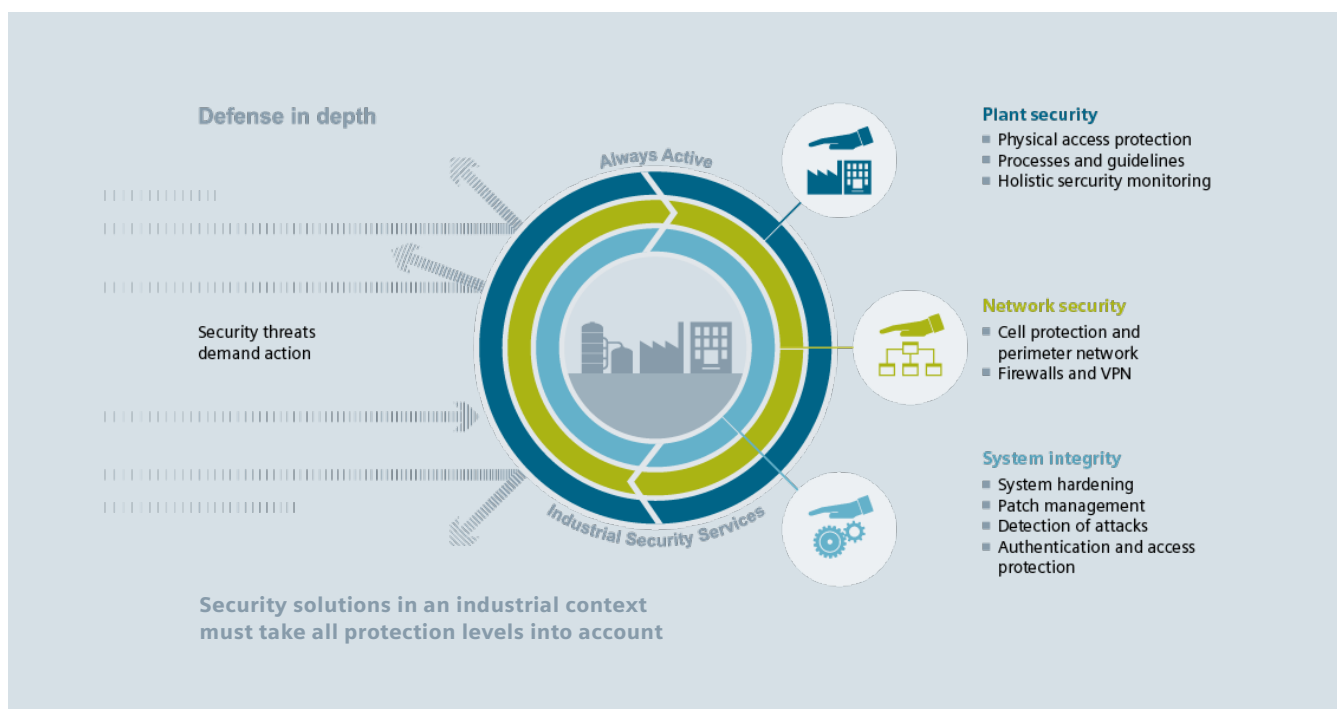 Defense in depth
Always Active
Plant security
Physical access protection
Processes and guidelines
Holistic sercurity monitoring
Security threats
demand action
Network security
Cell protection and
perimeter network
Firewalls and VPN
System integrity
System hardening
Patch management
Detection of attacks
Authentication and access
protection
Industrial Security Services
Security solutions in an industrial context
must take all protection levels into account